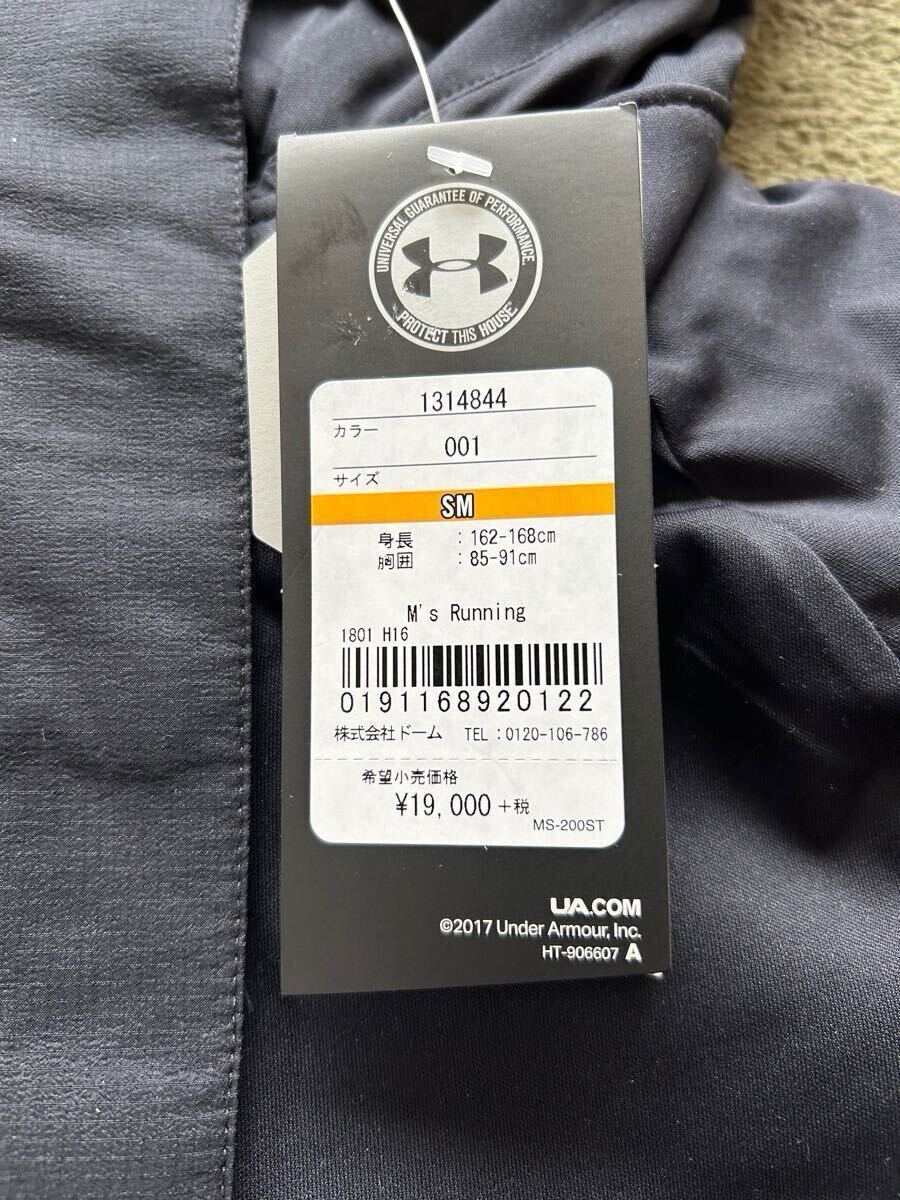 UNIVERSAL GUARANTEE OF PERFORMANCE.
PROTECT THIS HOUSE
1314844
カラー
001
サイズ
SM
身長 : 162-168cm
胸囲 : 85-91cm
M's Running
1801 H16
0191168920122
株式会社ドーム TEL:0120-106-786
希望小売価格
¥19,000 +税
MS-200ST
UA.COM
©2017 Under Armour, Inc.
HT-906607 A